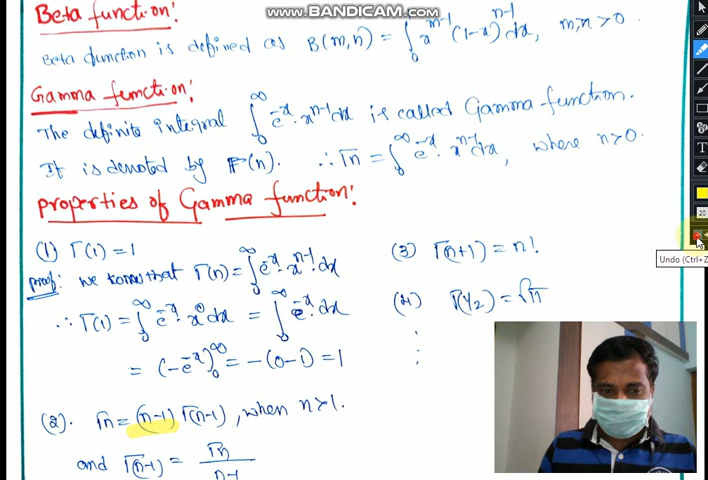 www.BANDICAM.com
Beta function:
Beta function is defined as B(m,n) = ∫₀¹ x^(m-1) (1-x)^(n-1) dx, m,n > 0.
Gamma function:
The definite integral ∫₀^∞ e^(-x). x^(n-1) dx is called Gamma function.
It is denoted by Γ(n). ∴ Γn = ∫₀^∞ e^(-x). x^(n-1) dx, where n>0.
properties of Gamma function:
(1) Γ(1) = 1
proof: we know that Γ(n) = ∫₀^∞ e^(-x). x^(n-1). dx
∴ Γ(1) = ∫₀^∞ e^(-x). x^0 dx = ∫₀^∞ e^(-x). dx
= (-e^(-x))₀^∞ = -(0-1) = 1
(2). Γn = (n-1) Γ(n-1), when n>1.
and Γ(n-1) = Γn / n-1
(3) Γ(n+1) = n!
(4) Γ(1/2) = √π
T
20
Undo (Ctrl+Z